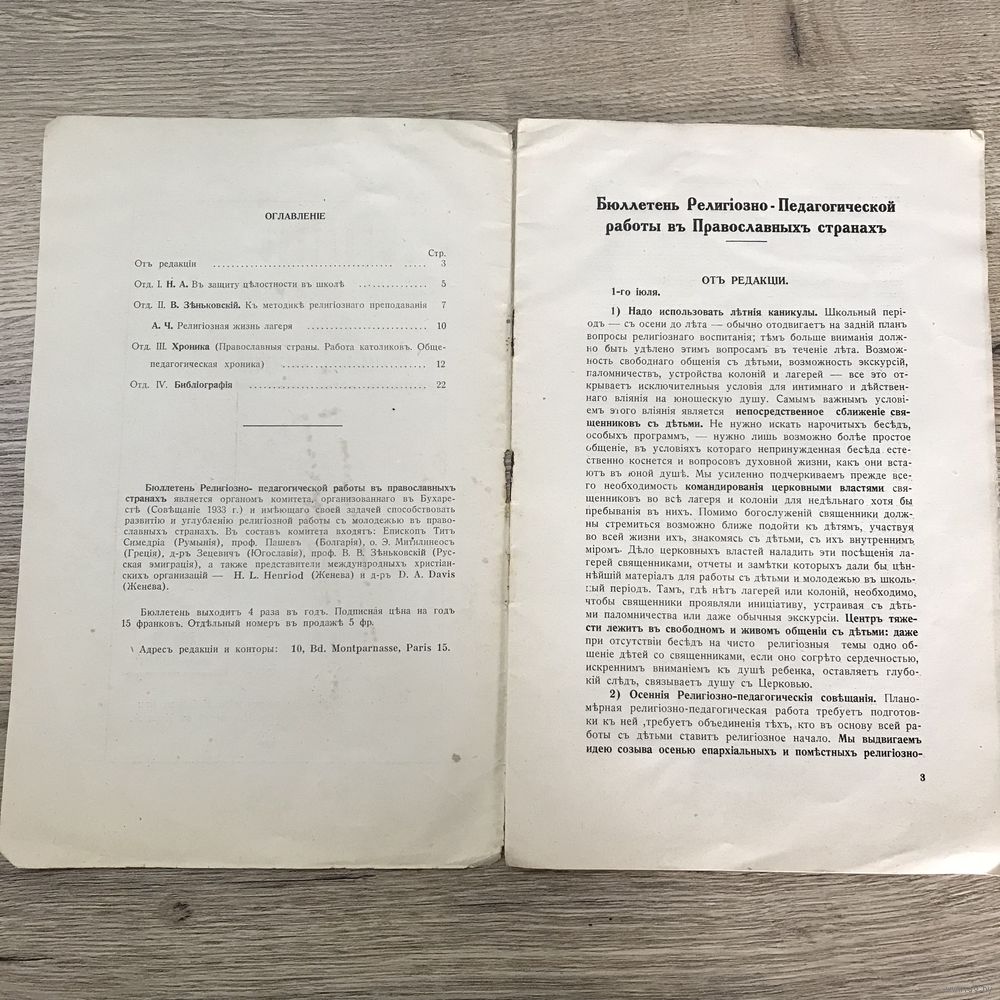 ОГЛАВЛЕНІЕ
Стр.
Отъ редакціи ........................................ 3
Отд. I. Н. А. Въ защиту цѣлостности въ школѣ ............... 5
Отд. II. В. Зѣньковскій. Къ методикѣ религіознаго преподаванія 7
А. Ч. Религіозная жизнь лагеря .......................... 10
Отд. III. Хроника (Православныя страны. Работа католиковъ. Обще-
педагогическая хроника) ................................ 12
Отд. IV. Библіографія ........................................ 22
Бюллетень Религіозно- педагогической работы въ православныхъ
странахъ является органомъ комитета, организованнаго въ Бухаре-
стѣ (Совѣщаніе 1933 г.) и имѣющаго своей задачей способствовать
развитію и углубленію религіозной работы съ молодежью въ пра-
вославныхъ странахъ. Въ составъ комитета входятъ: Епископъ Титъ
Симедріа (Румынія), проф. Пашевъ (Болгарія), о. Э. Митилинеосъ
(Греція), д-ръ Зецевичъ (Югославія), проф. В. В. Зѣньковскій (Рус-
ская эмиграція), а также представители международныхъ христіан-
скихъ организацій — H. L. Henriod (Женева) и д-ръ D. A. Davis
(Женева).
Бюллетень выходитъ 4 раза въ годъ. Подписная цѣна на годъ
15 франковъ. Отдѣльный номеръ въ продажѣ 5 фр.
Адресъ редакціи и конторы: 10, Bd. Montparnasse, Paris 15.
Бюллетень Религіозно-Педагогической
работы въ Православныхъ странахъ
ОТЪ РЕДАКЦІИ.
1-го іюля.
1) Надо использовать лѣтнія каникулы. Школьный пері-
одъ — съ осени до лѣта — обычно отодвигаетъ на задній планъ
вопросы религіознаго воспитанія; тѣмъ больше вниманія долж-
но быть удѣлено этимъ вопросамъ въ теченіе лѣта. Возмож-
ность свободнаго общенія съ дѣтьми, возможность экскурсій,
паломничествъ, устройства колоній и лагерей — все это от-
крываетъ исключительныя условія для интимнаго и дѣйствен-
наго вліянія на юношескую душу. Самымъ важнымъ услові-
емъ этого вліянія является непосредственное сближеніе свя-
щенниковъ съ дѣтьми. Не нужно искать нарочитыхъ бесѣдъ,
особыхъ программъ, — нужно лишь возможно болѣе простое
общеніе, въ условіяхъ котораго непринужденная бесѣда есте-
ственно коснется и вопросовъ духовной жизни, какъ они вста-
ютъ въ юной душѣ. Мы усиленно подчеркиваемъ прежде все-
го необходимость командированія церковными властями свя-
щенниковъ во всѣ лагеря и колоніи для недѣльнаго хотя бы
пребыванія въ нихъ. Помимо богослуженій священники долж-
ны стремиться возможно ближе подойти къ дѣтямъ, участвуя
во всей жизни ихъ, знакомясь съ дѣтьми, съ ихъ внутреннимъ
міромъ. Дѣло церковныхъ властей наладить эти посѣщенія ла-
герей священниками, отчеты и замѣтки которыхъ дали бы цѣн-
нѣйшій матеріалъ для работы съ дѣтьми и молодежью въ школь-
ный періодъ. Тамъ, гдѣ нѣтъ лагерей или колоній, необходимо,
чтобы священники проявляли иниціативу, устраивая съ дѣть-
ми паломничества или даже обычныя экскурсіи. Центръ тяже-
сти лежитъ въ свободномъ и живомъ общеніи съ дѣтьми: даже
при отсутствіи бесѣдъ на чисто религіозныя темы одно об-
щеніе дѣтей со священниками, если оно согрѣто сердечностью,
искреннимъ вниманіемъ къ душѣ ребенка, оставляетъ глубо-
кій слѣдъ, связываетъ душу съ Церковью.
2) Осеннія Религіозно-педагогическія совѣщанія. Плано-
мѣрная религіозно-педагогическая работа требуетъ подготов-
ки къ ней ,требуетъ объединенія тѣхъ, кто въ основу всей ра-
боты съ дѣтьми ставитъ религіозное начало. Мы выдвигаемъ
идею созыва осенью епархіальныхъ и помѣстныхъ религіозно-
3